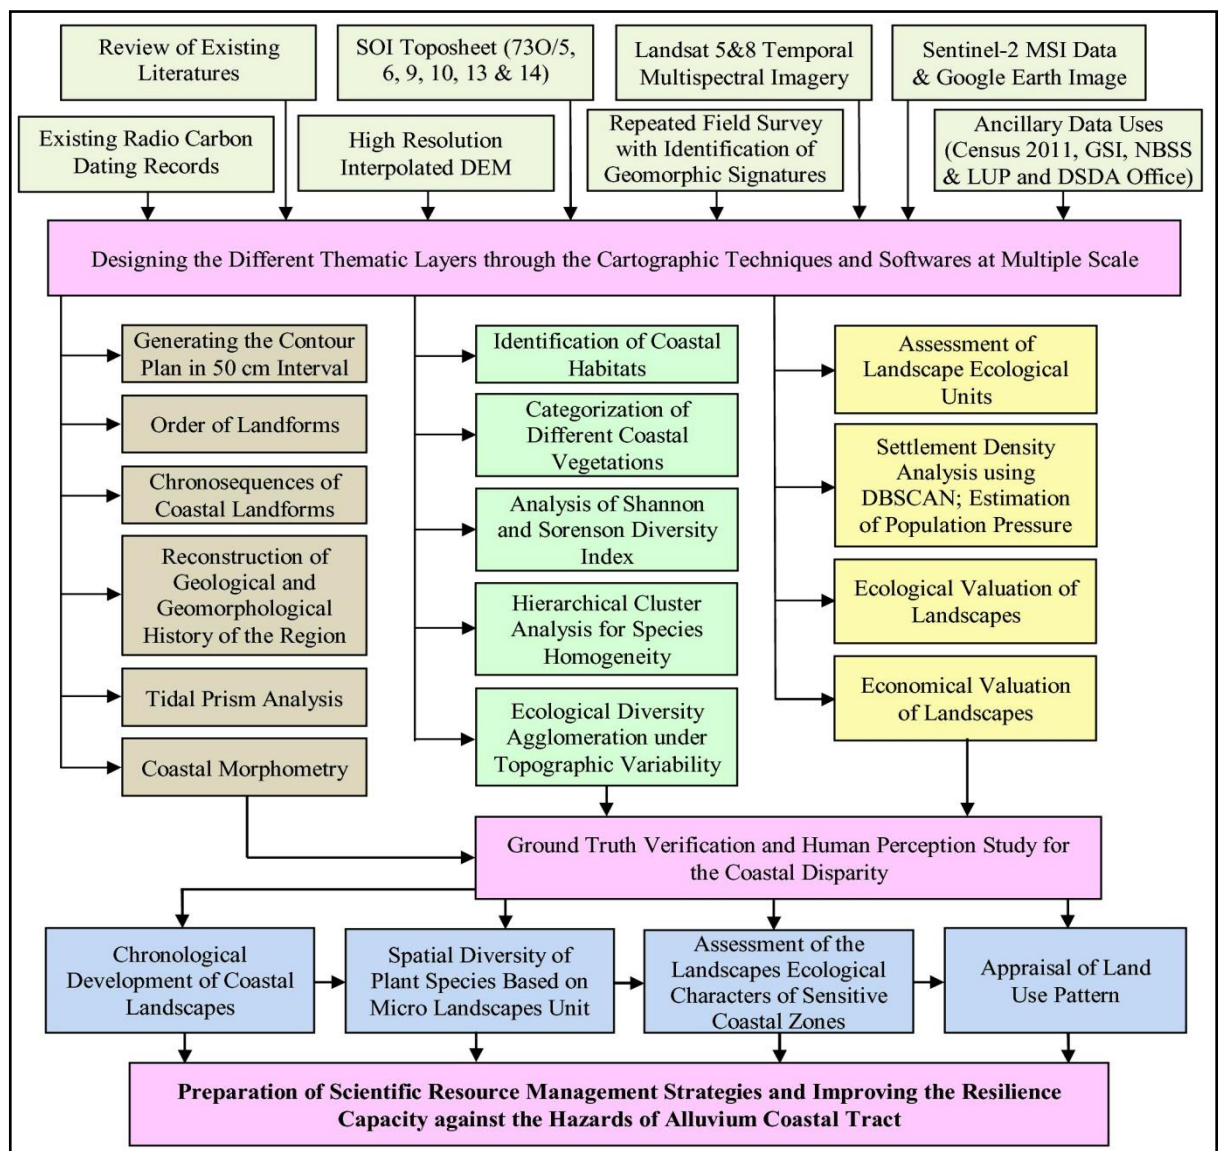 Review of Existing
Literatures
SOI Toposheet (73O/5,
6, 9, 10, 13 & 14)
Landsat 5&8 Temporal
Multispectral Imagery
Sentinel-2 MSI Data
& Google Earth Image
Existing Radio Carbon
Dating Records
High Resolution
Interpolated DEM
Repeated Field Survey
with Identification of
Geomorphic Signatures
Ancillary Data Uses
(Census 2011, GSI, NBSS
& LUP and DSDA Office)
Designing the Different Thematic Layers through the Cartographic Techniques and Softwares at Multiple Scale
Generating the Contour
Plan in 50 cm Interval
Order of Landforms
Chronosequences of
Coastal Landforms
Reconstruction of
Geological and
Geomorphological
History of the Region
Tidal Prism Analysis
Coastal Morphometry
Identification of Coastal
Habitats
Categorization of
Different Coastal
Vegetations
Analysis of Shannon
and Sorenson Diversity
Index
Hierarchical Cluster
Analysis for Species
Homogeneity
Ecological Diversity
Agglomeration under
Topographic Variability
Assessment of
Landscape Ecological
Units
Settlement Density
Analysis using
DBSCAN; Estimation
of Population Pressure
Ecological Valuation of
Landscapes
Economical Valuation
of Landscapes
Ground Truth Verification and Human Perception Study for
the Coastal Disparity
Chronological
Development of Coastal
Landscapes
Spatial Diversity of
Plant Species Based on
Micro Landscapes Unit
Assessment of the
Landscapes Ecological
Characters of Sensitive
Coastal Zones
Appraisal of Land
Use Pattern
Preparation of Scientific Resource Management Strategies and Improving the Resilience
Capacity against the Hazards of Alluvium Coastal Tract